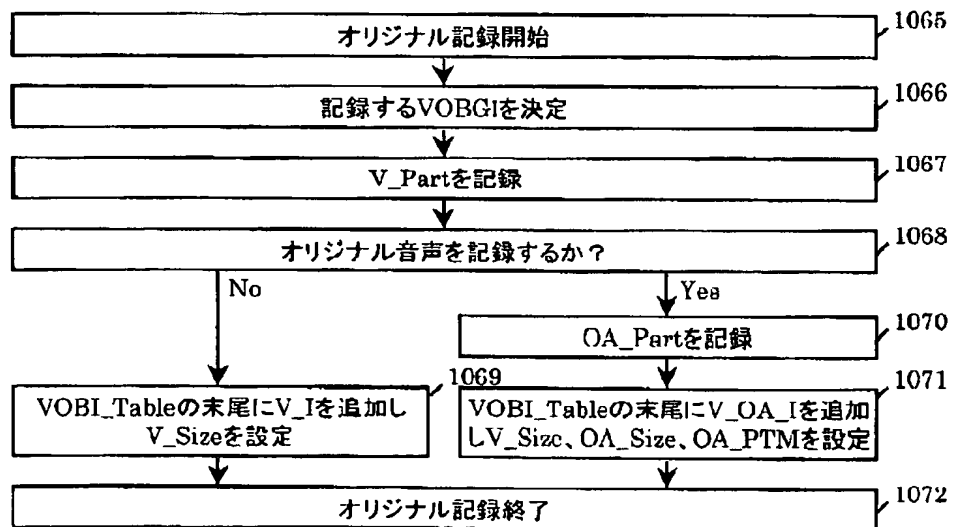 オリジナル記録開始
1065
記録するVOBGIを決定
1066
V_Partを記録
1067
オリジナル音声を記録するか？
1068
No
Yes
OA_Partを記録
1070
1069
1071
VOBI_Tableの末尾にV_Iを追加し
V_Sizeを設定
VOBI_Tableの末尾にV_OA_Iを追加
しV_Size、OA_Size、OA_PTMを設定
オリジナル記録終了
1072